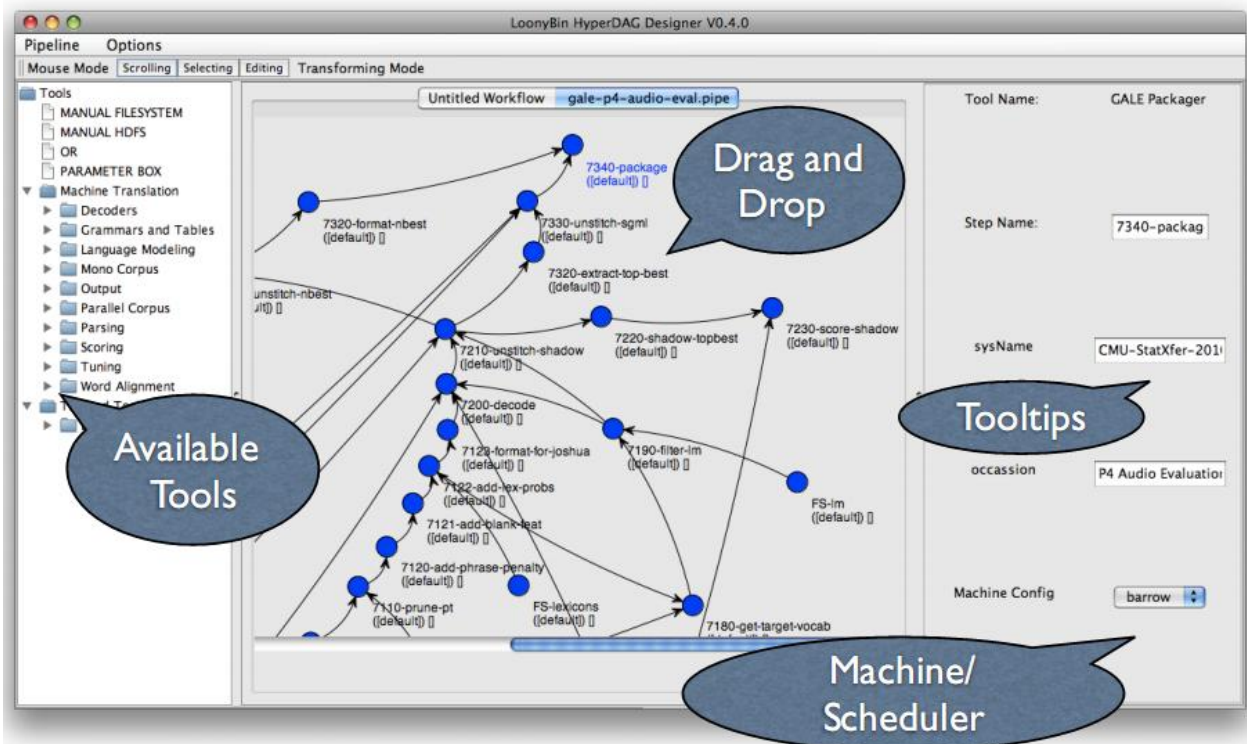 LoonyBin HyperDAG Designer V0.4.0
Pipeline Options
Mouse Mode Scrolling Selecting Editing Transforming Mode
Tools
MANUAL FILESYSTEM
MANUAL HDFS
OR
PARAMETER BOX
Machine Translation
Decoders
Grammars and Tables
Language Modeling
Mono Corpus
Output
Parallel Corpus
Parsing
Scoring
Tuning
Word Alignment
Available
Tools
Untitled Workflow gale-p4-audio-eval.pipe
7340-package
([default]) []
7320-format-nbest
([default]) []
7330-unstitch-sgml
([default]) []
7320-extract-top-best
([default]) []
unstitch-nbest
7210-unstitch-shadow
([default]) []
7220-shadow-topbest
([default]) []
7230-score-shadow
([default]) []
7200-decode
([default]) []
7123-format-for-joshua
([default]) []
7190-filter-lm
([default]) []
7122-add-lex-probs
([default]) []
FS-lm
([default]) []
7121-add-blank-feat
([default]) []
7120-add-phrase-penalty
([default]) []
7110-prune-pt
([default]) []
FS-lexicons
([default]) []
7180-get-target-vocab
Drag and
Drop
Tool Name: GALE Packager
Step Name: 7340-packag
sysName CMU-StatXfer-201
Tooltips
occassion P4 Audio Evaluation
Machine Config barrow
Machine/
Scheduler